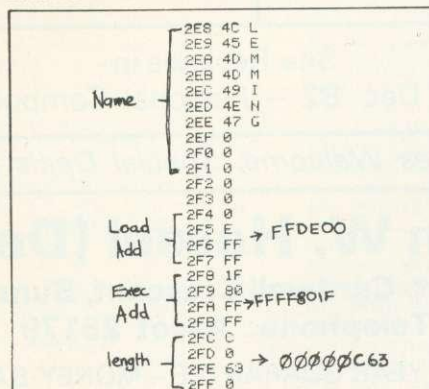 2E8 4C L
2E9 45 E
2EA 4D M
2EB 4D M
2EC 49 I
Name 2ED 4E N
2EE 47 G
2EF 0
2F0 0
2F1 0
2F2 0
2F3 0
2F4 0
Load 2F5 E → FFDE00
Add 2F6 FF
2F7 FF
2F8 1F
Exec 2F9 80
Add 2FA FF →FFFF801F
2FB FF
2FC C
2FD 0
length 2FE 63 → 00000C63
2FF 0